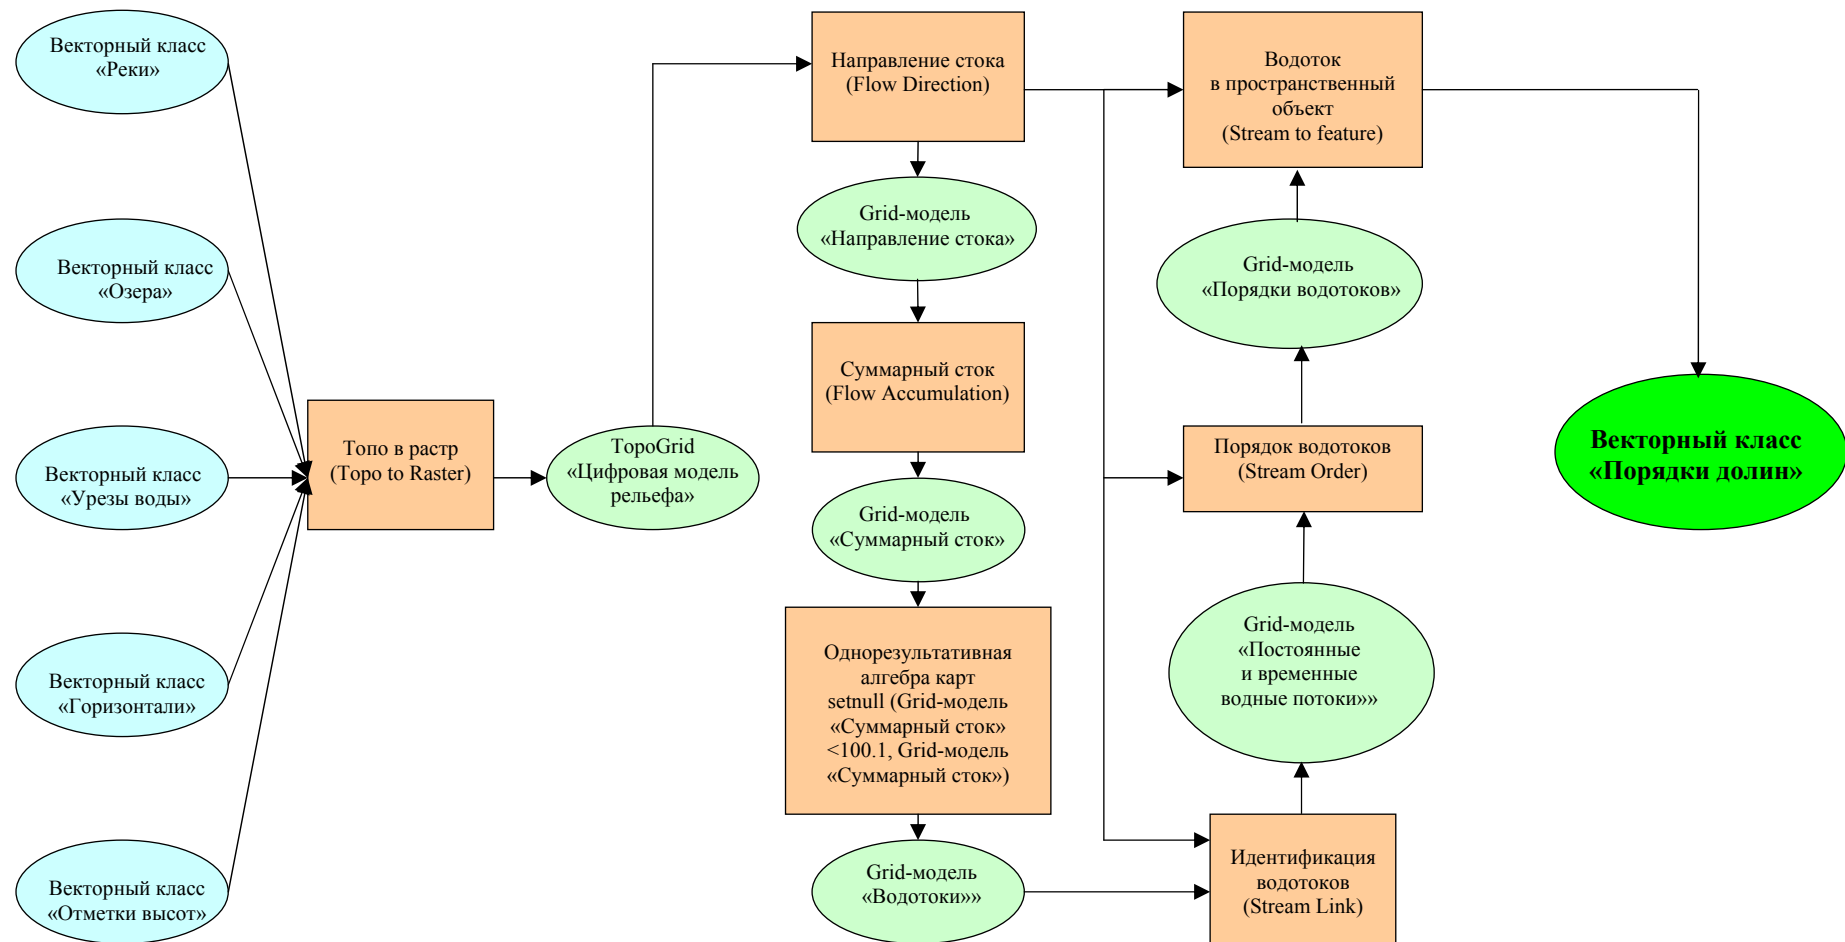 Векторный класс
«Реки»
Векторный класс
«Озера»
Векторный класс
«Урезы воды»
Векторный класс
«Горизонтали»
Векторный класс
«Отметки высот»
Топо в растр
(Topo to Raster)
TopoGrid
«Цифровая модель
рельефа»
Направление стока
(Flow Direction)
Grid-модель
«Направление стока»
Суммарный сток
(Flow Accumulation)
Grid-модель
«Суммарный сток»
Однорезультативная
алгебра карт
setnull (Grid-модель
«Суммарный сток»
<100.1, Grid-модель
«Суммарный сток»)
Grid-модель
«Водотоки»»
Водоток
в пространственный
объект
(Stream to feature)
Grid-модель
«Порядки водотоков»
Порядок водотоков
(Stream Order)
Grid-модель
«Постоянные
и временные
водные потоки»»
Идентификация
водотоков
(Stream Link)
Векторный класс
«Порядки долин»